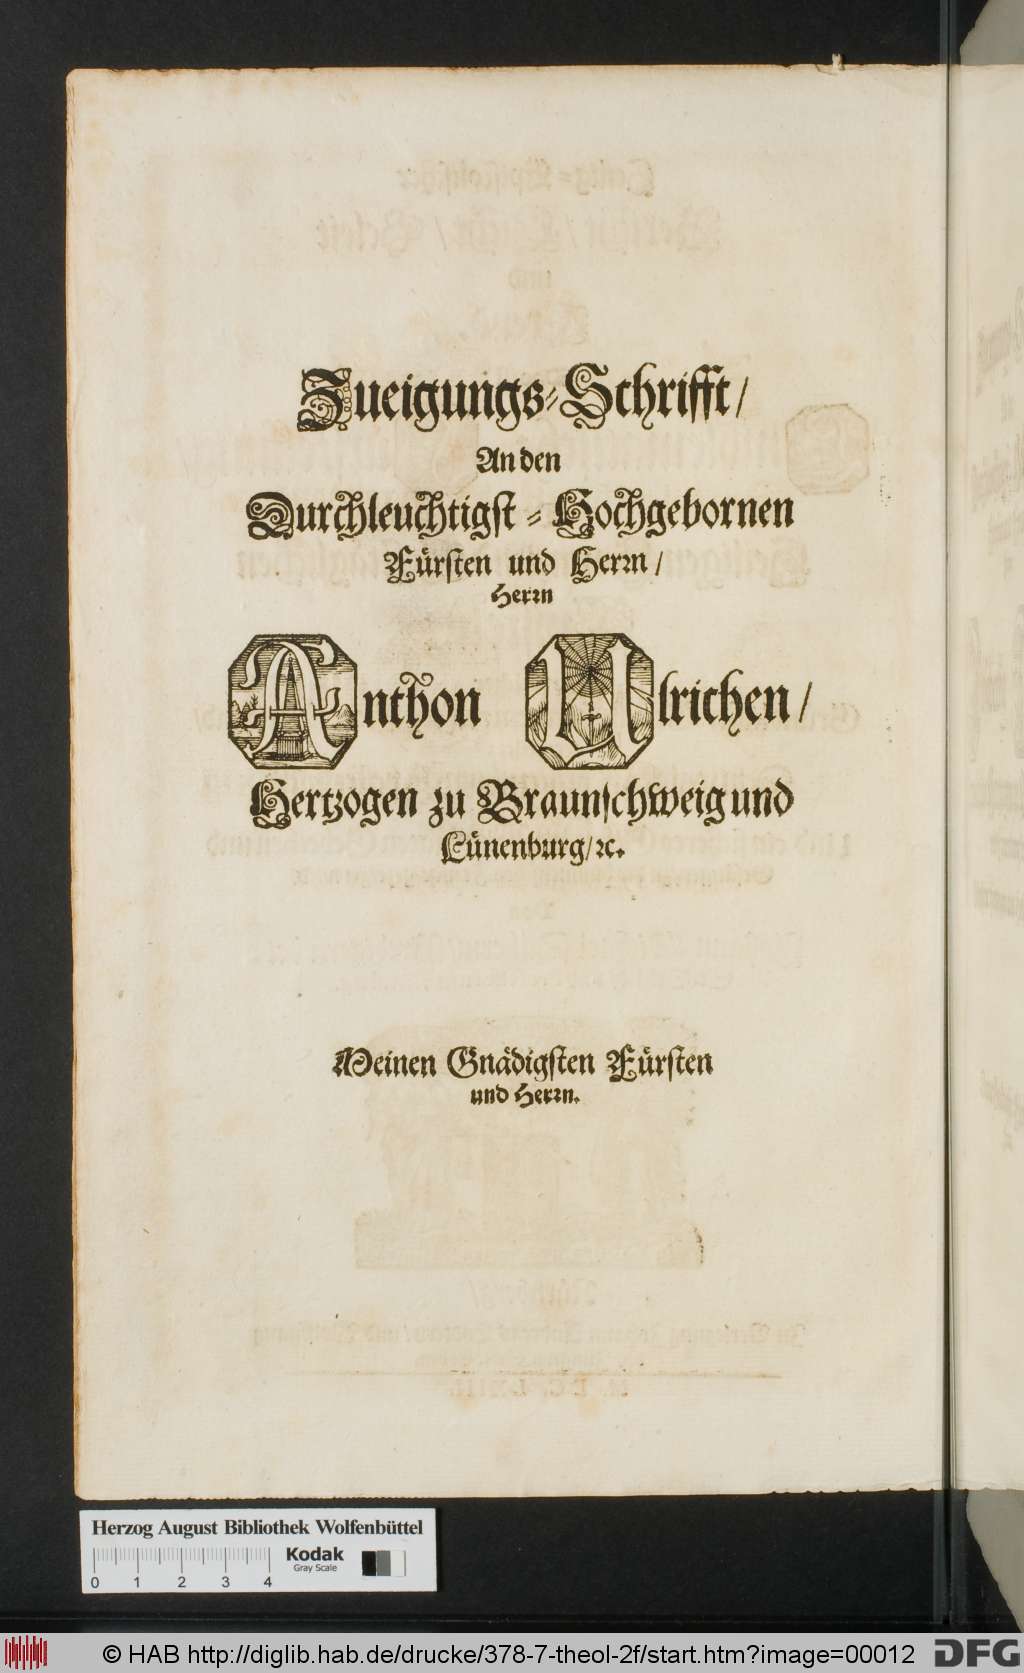 Zueigungs-Schrifft/
An den
Durchleuchtigst-Hochgebornen
Fürsten und Herrn/
Herrn
Anthon Ulrichen/
Hertzogen zu Braunschweig und
Lünenburg/ꝛc.
Meinen Gnädigsten Fürsten
und Herrn.
Herzog August Bibliothek Wolfenbüttel
Kodak
Gray Scale
0 1 2 3 4
© HAB http://diglib.hab.de/drucke/378-7-theol-2f/start.htm?image=00012
DFG